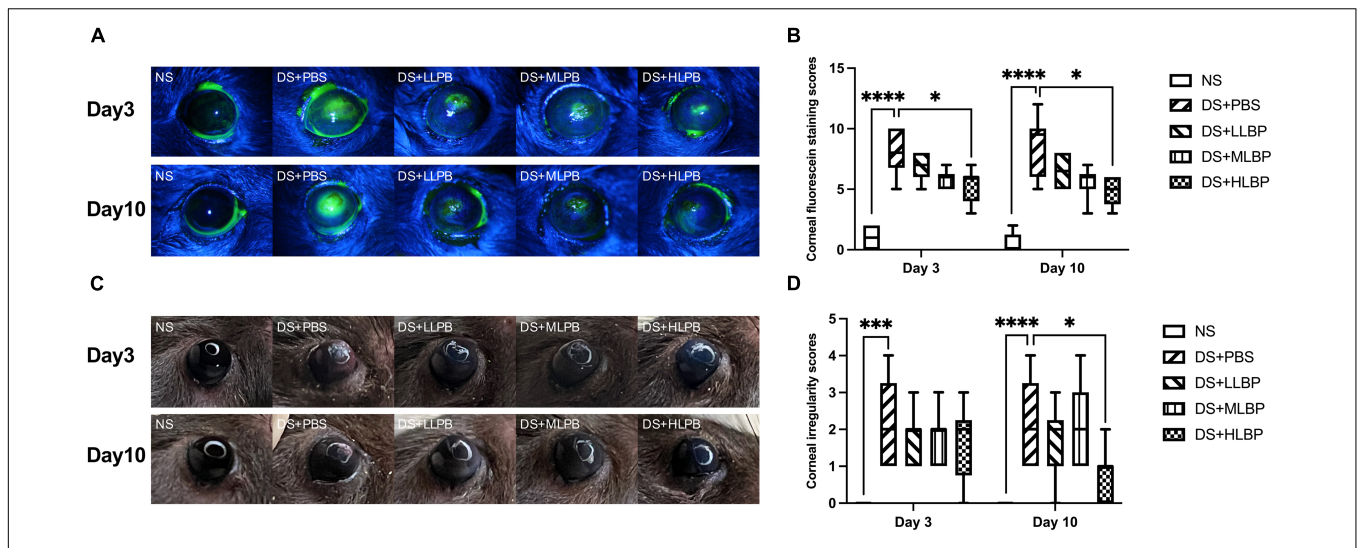 A
NS DS+PBS DS+LLPB DS+MLPB DS+HLPB
Day3
NS DS+PBS DS+LLPB DS+MLPB DS+HLPB
Day10
B
Corneal fluorescein staining scores
15
10
5
0
**** *
**** *
Day 3 Day 10
NS
DS+PBS
DS+LLBP
DS+MLBP
DS+HLBP
C
NS DS+PBS DS+LLPB DS+MLPB DS+HLPB
Day3
NS DS+PBS DS+LLPB DS+MLPB DS+HLPB
Day10
D
Corneal irregularity scores
5
4
3
2
1
0
***
**** *
Day 3 Day 10
NS
DS+PBS
DS+LLBP
DS+MLBP
DS+HLBP